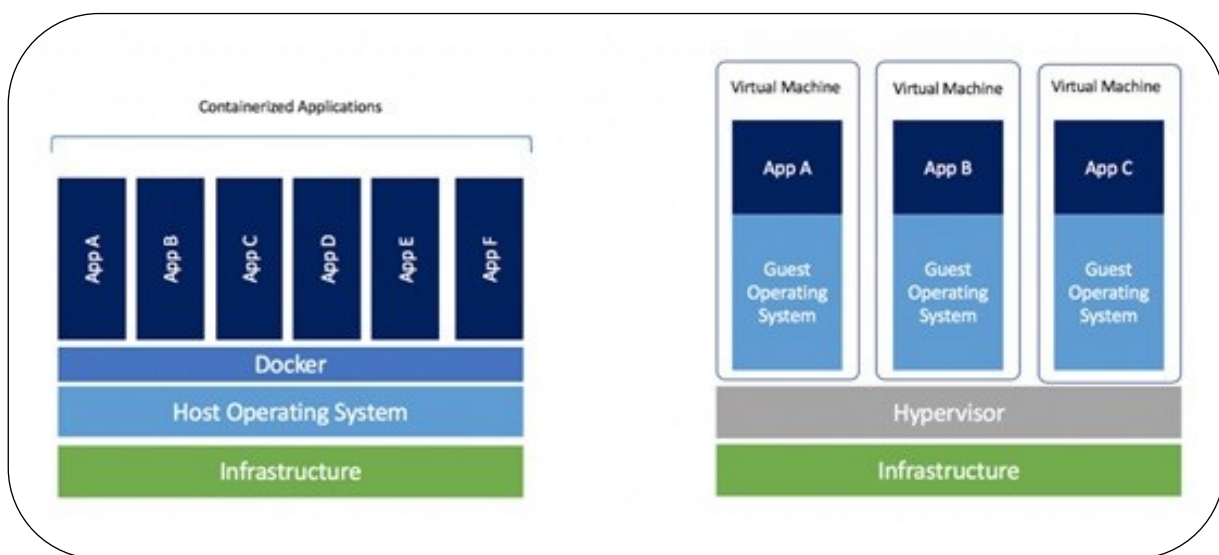 Containerized Applications
App A
App B
App C
App D
App E
App F
Docker
Host Operating System
Infrastructure
Virtual Machine
App A
Guest
Operating
System
Virtual Machine
App B
Guest
Operating
System
Virtual Machine
App C
Guest
Operating
System
Hypervisor
Infrastructure